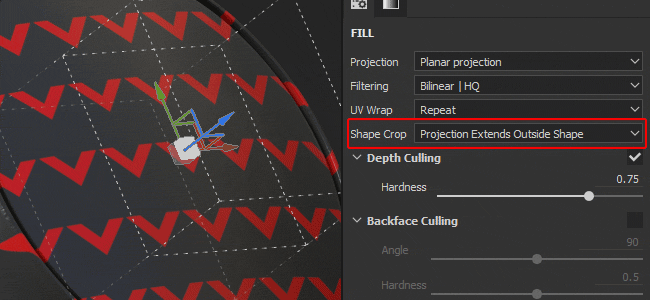 FILL
Projection Planar projection
Filtering Bilinear | HQ
UV Wrap Repeat
Shape Crop Projection Extends Outside Shape
Depth Culling
Hardness 0.75
Backface Culling
Angle 90
Hardness 0.5